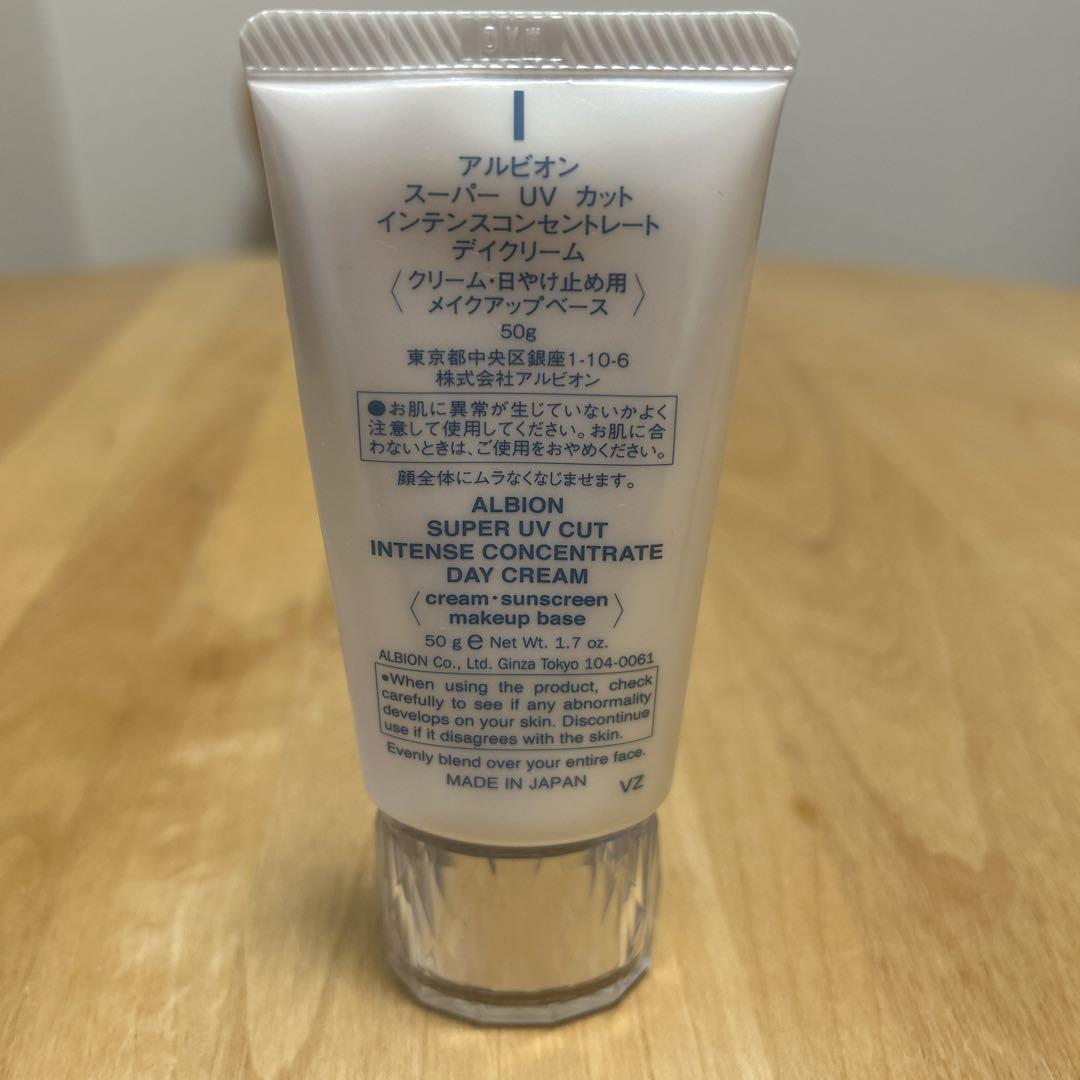 アルビオン
スーパー UV カット
インテンスコンセントレート
デイクリーム
〈クリーム・日やけ止め用
メイクアップベース〉
50g
東京都中央区銀座1-10-6
株式会社アルビオン
●お肌に異常が生じていないかよく
注意して使用してください。お肌に合
わないときは、ご使用をおやめください。
顔全体にムラなくなじませます。
ALBION
SUPER UV CUT
INTENSE CONCENTRATE
DAY CREAM
〈cream・sunscreen
makeup base〉
50 g ℮ Net Wt. 1.7 oz.
ALBION Co., Ltd. Ginza Tokyo 104-0061
●When using the product, check
carefully to see if any abnormality
develops on your skin. Discontinue
use if it disagrees with the skin.
Evenly blend over your entire face.
MADE IN JAPAN VZ